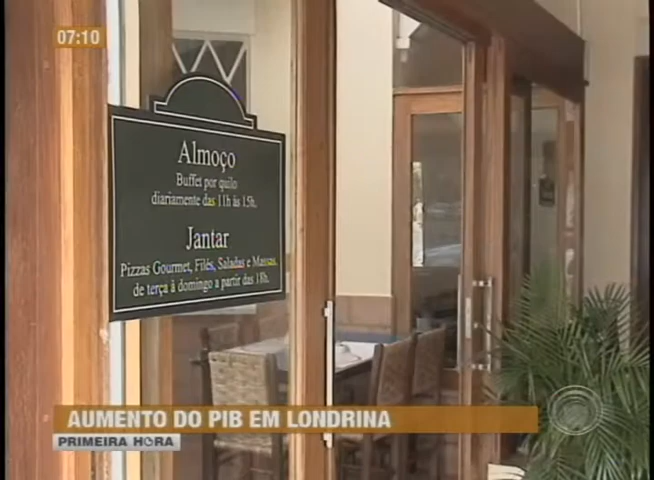 07:10
Almoço
Buffet por quilo
diariamente das 11h às 15h.
Jantar
Pizzas Gourmet, Filés, Saladas e Massas
de terça à domingo a partir das 18h.
AUMENTO DO PIB EM LONDRINA
PRIMEIRA HORA